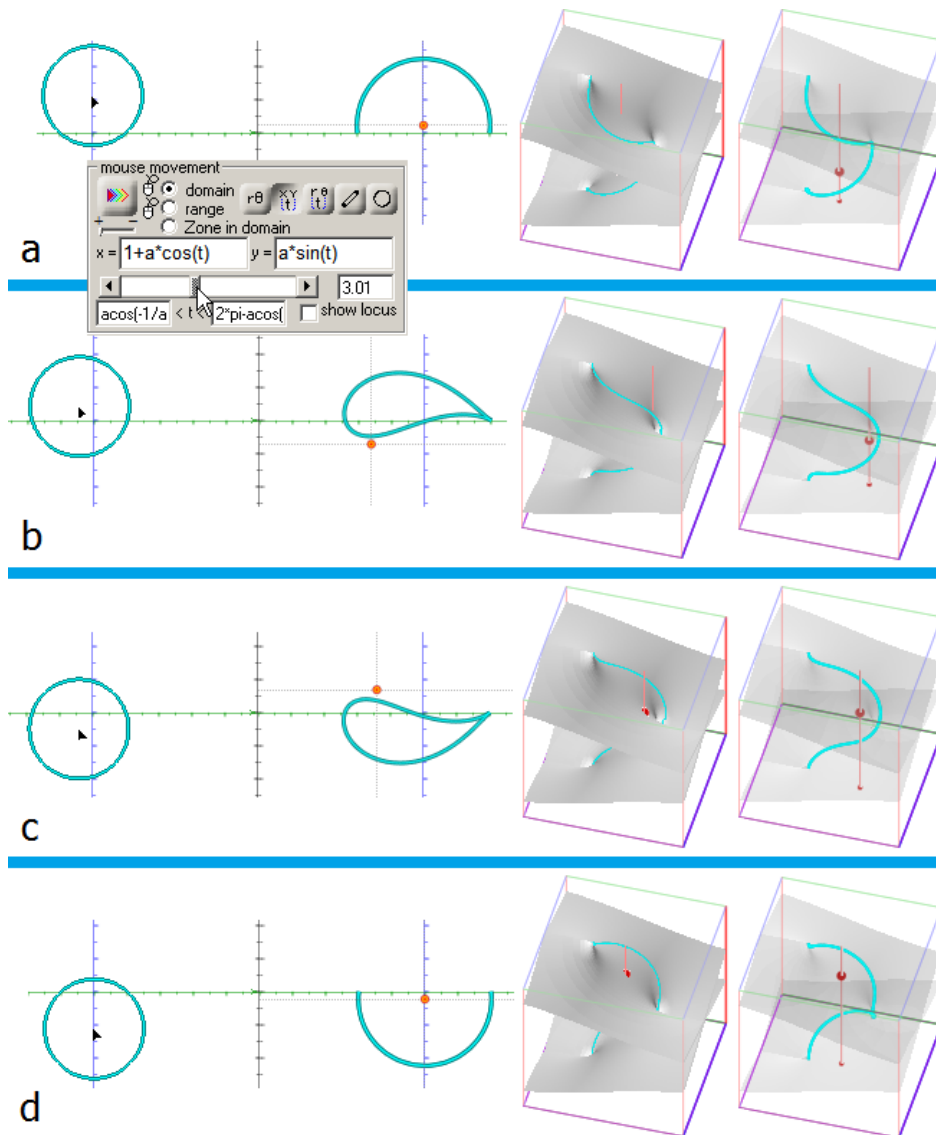 mouse movement
domain
rθ
XY
(t)
r θ
(t)
range
Zone in domain
a
x = 1+a*cos(t) y = a*sin(t)
3.01
acos(-1/a < t < 2*pi-acos( show locus
b
c
d